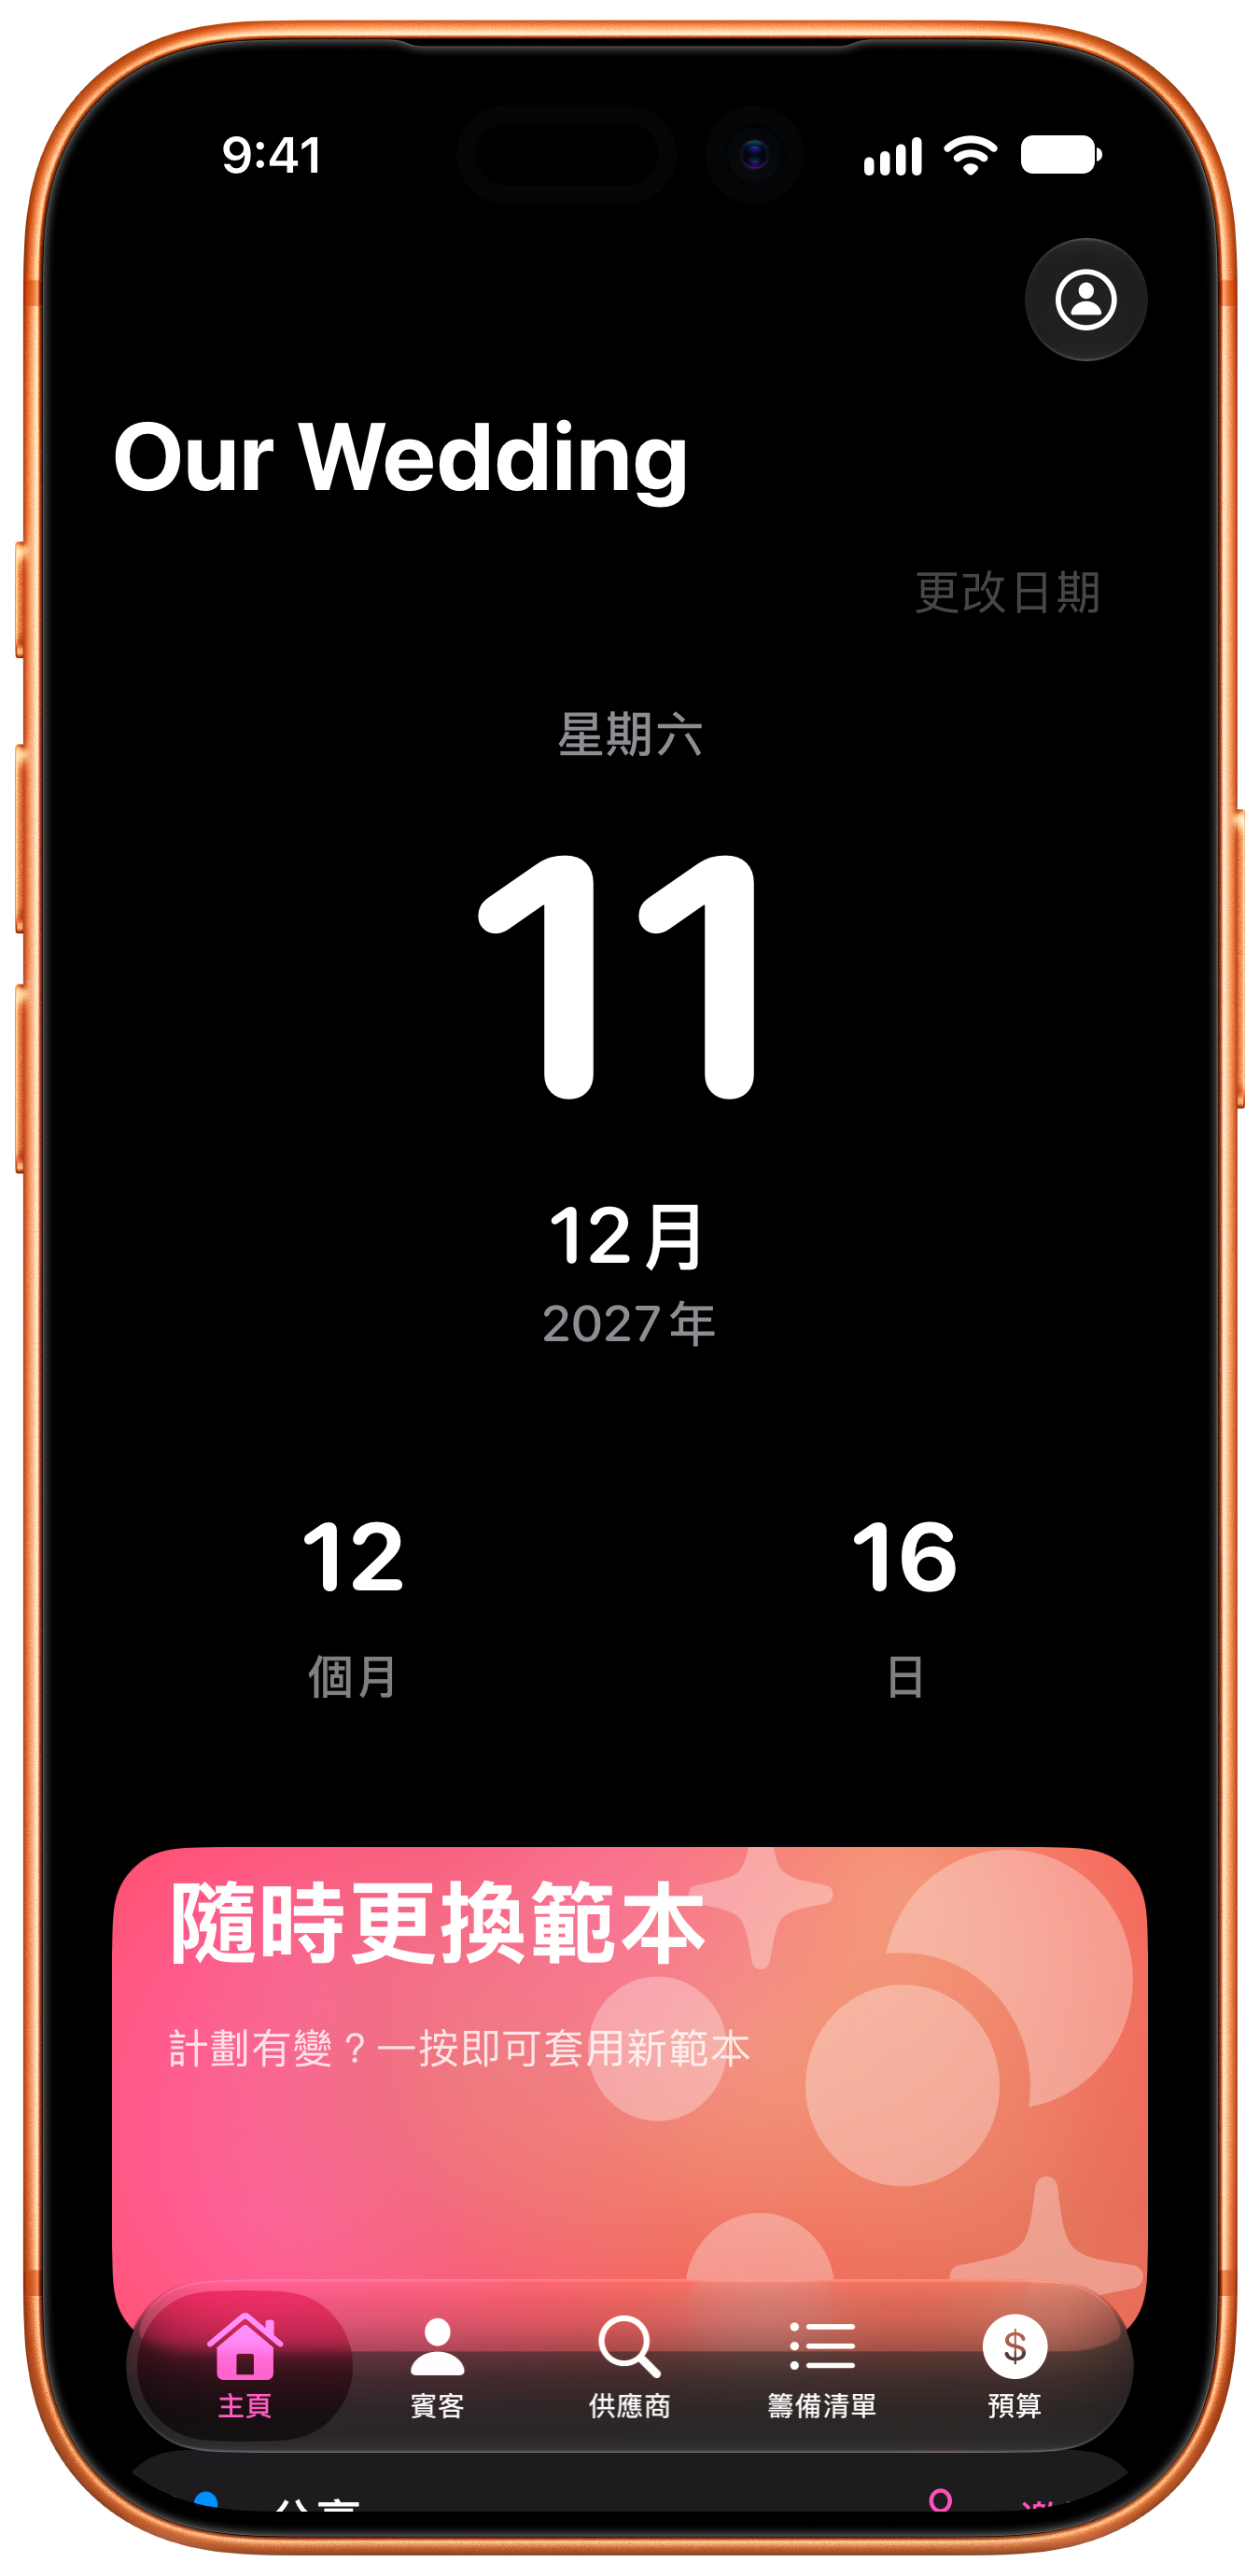 9:41
Our Wedding
更改日期
星期六
11
12月
2027年
12
16
個月
日
隨時更換範本
計劃有變？一按即可套用新範本
主頁
賓客
供應商
籌備清單
預算